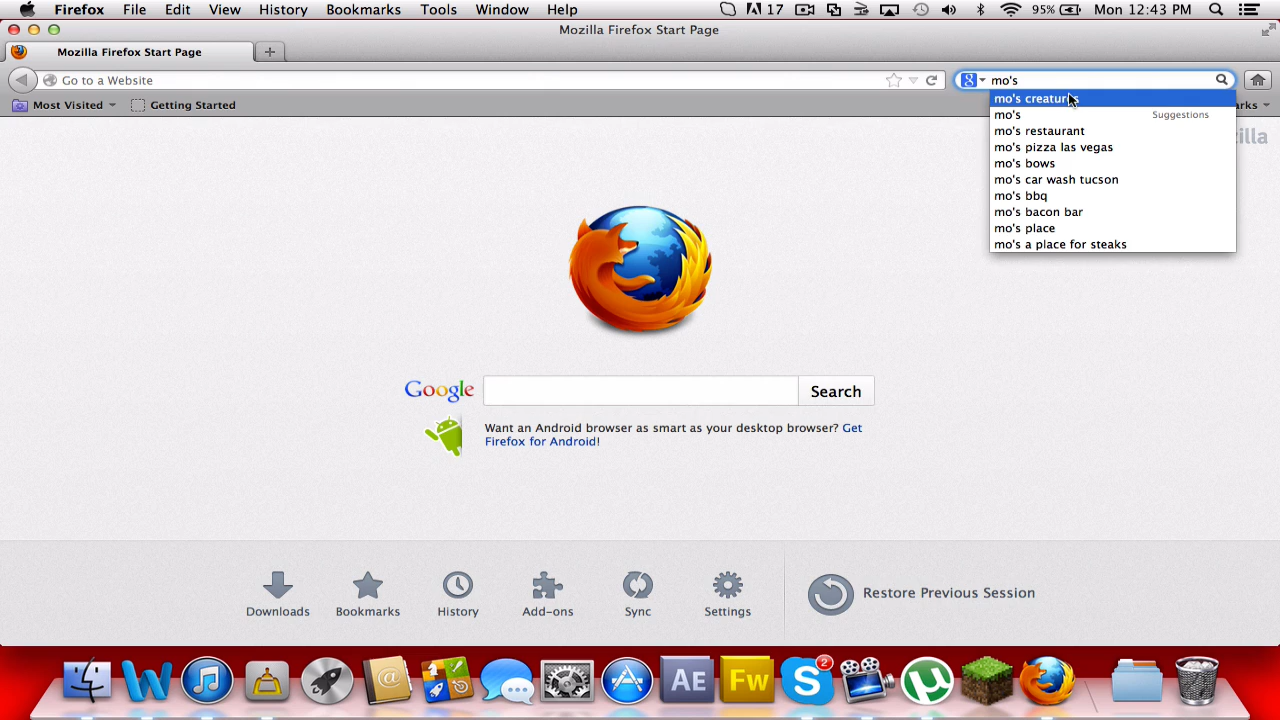 Firefox File Edit View History Bookmarks Tools Window Help 17 95% Mon 12:43 PM
Mozilla Firefox Start Page
Mozilla Firefox Start Page
Go to a Website
8 mo's
Most Visited Getting Started
mo's creatures
mo's Suggestions
mo's restaurant
mo's pizza las vegas
mo's bows
mo's car wash tucson
mo's bbq
mo's bacon bar
mo's place
mo's a place for steaks
Google Search
Want an Android browser as smart as your desktop browser? Get
Firefox for Android!
Downloads Bookmarks History Add-ons Sync Settings Restore Previous Session
W @ AE Fw S 2 µ